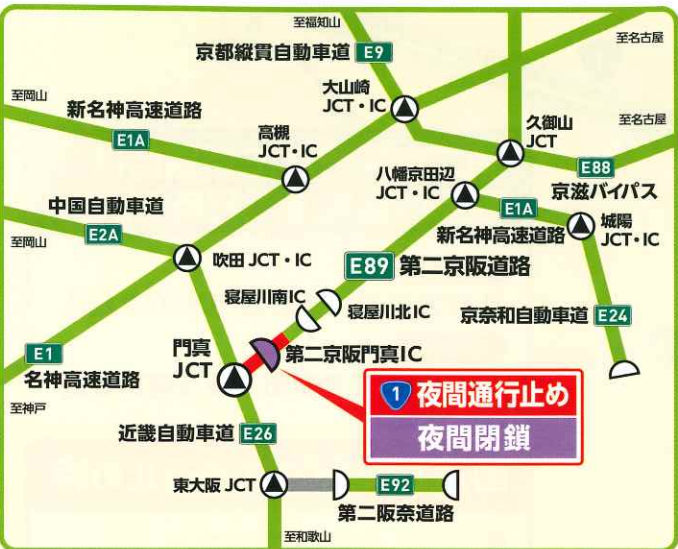 至福知山
京都縦貫自動車道 E9
至名古屋
至岡山
大山崎
JCT・IC
新名神高速道路
E1A
高槻
JCT・IC
久御山
JCT
至名古屋
E88
京滋バイパス
八幡京田辺
JCT・IC
E1A
新名神高速道路
城陽
JCT・IC
中国自動車道
E2A
至岡山
吹田 JCT・IC
E89 第二京阪道路
寝屋川南IC
寝屋川北IC
京奈和自動車道 E24
E1
名神高速道路
至神戸
門真
JCT
第二京阪門真IC
1 夜間通行止め
夜間閉鎖
近畿自動車道 E26
東大阪 JCT
E92
第二阪奈道路
至和歌山